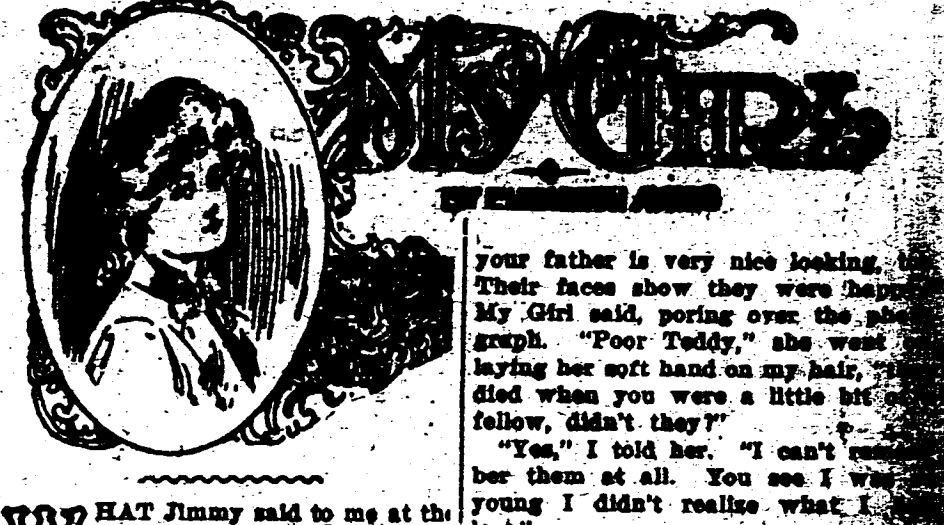 My Girl
HAT Jimmy said to me at the
your father is very nice looking,
Their faces show they were
My Girl said, poring over the
graph. "Poor Teddy," she went
laying her soft hand on my hair,
died when you were a little bit
fellow, didn't they?"
"Yes," I told her. "I can't
ber them at all. You see I was
young I didn't realize what I